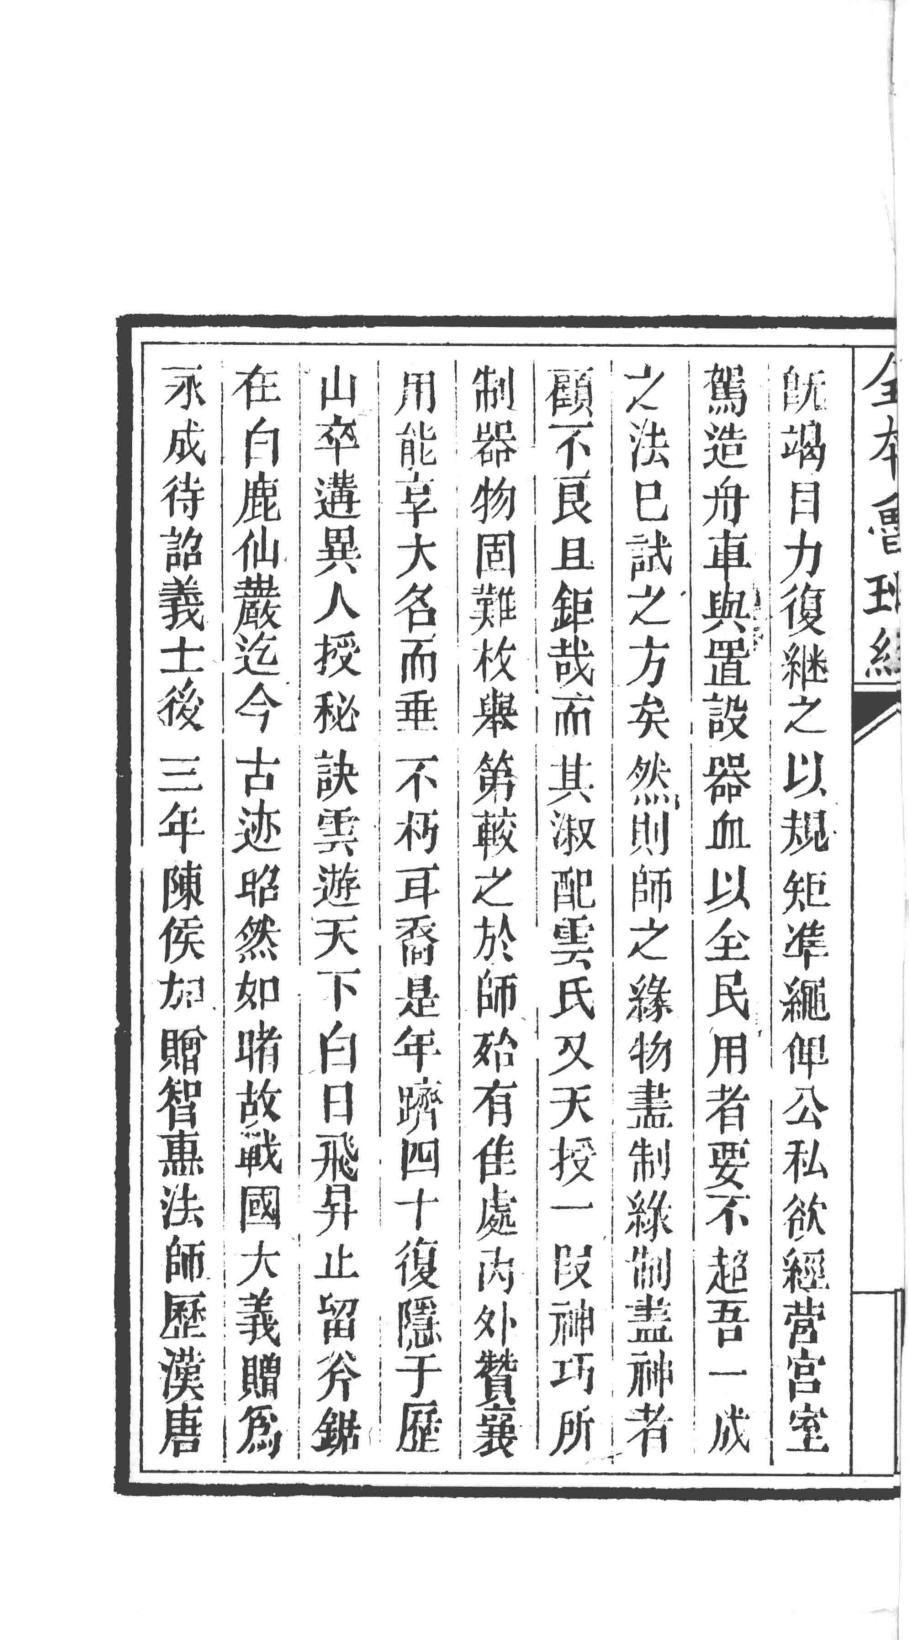 全本魯班經
旣竭目力復継之以規矩準繩俾公私欲經营宫室
駕造舟車與置設器血以全民用者要不超吾一成
之法巳試之方矣然則師之緣物盡制緣制盡神者
顧不良且鉅哉而其淑配雲氏又天授一叚神巧所
制器物固難枚舉第較之於師殆有佳處内外贊襄
用能享大名而垂不朽耳裔是年躋四十復隱于歷
山卒遘異人授秘訣雲遊天下白日飛昇止留斧鋸
在白鹿仙巖迄今古迹昭然如睹故戰國大義贈爲
永成待詔義士後三年陳侯加贈智惠法師歷漢唐